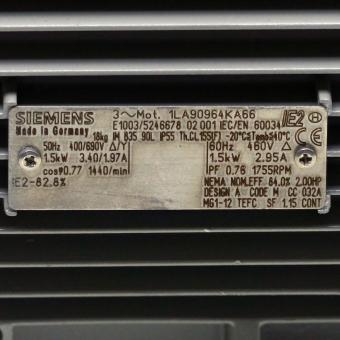 SIEMENS
Made in Germany
3~Mot. 1LA90964KA66
E1003/5246678 02 001 IEC/EN 60034
18kg IM B35 90L IP55 Th.Cl.155(F) -20°C≤Tamb≤40°C
IE2
50Hz 400/690V Δ/Y
1.5kW 3.40/1.97A
cosφ0.77 1440/min
IE2-82.8%
60Hz 460V Δ
1.5kW 2.95A
PF 0.76 1755RPM
NEMA NOM.EFF 84.0% 2.00HP
DESIGN A CODE M CC 032A
MG1-12 TEFC SF 1.15 CONT